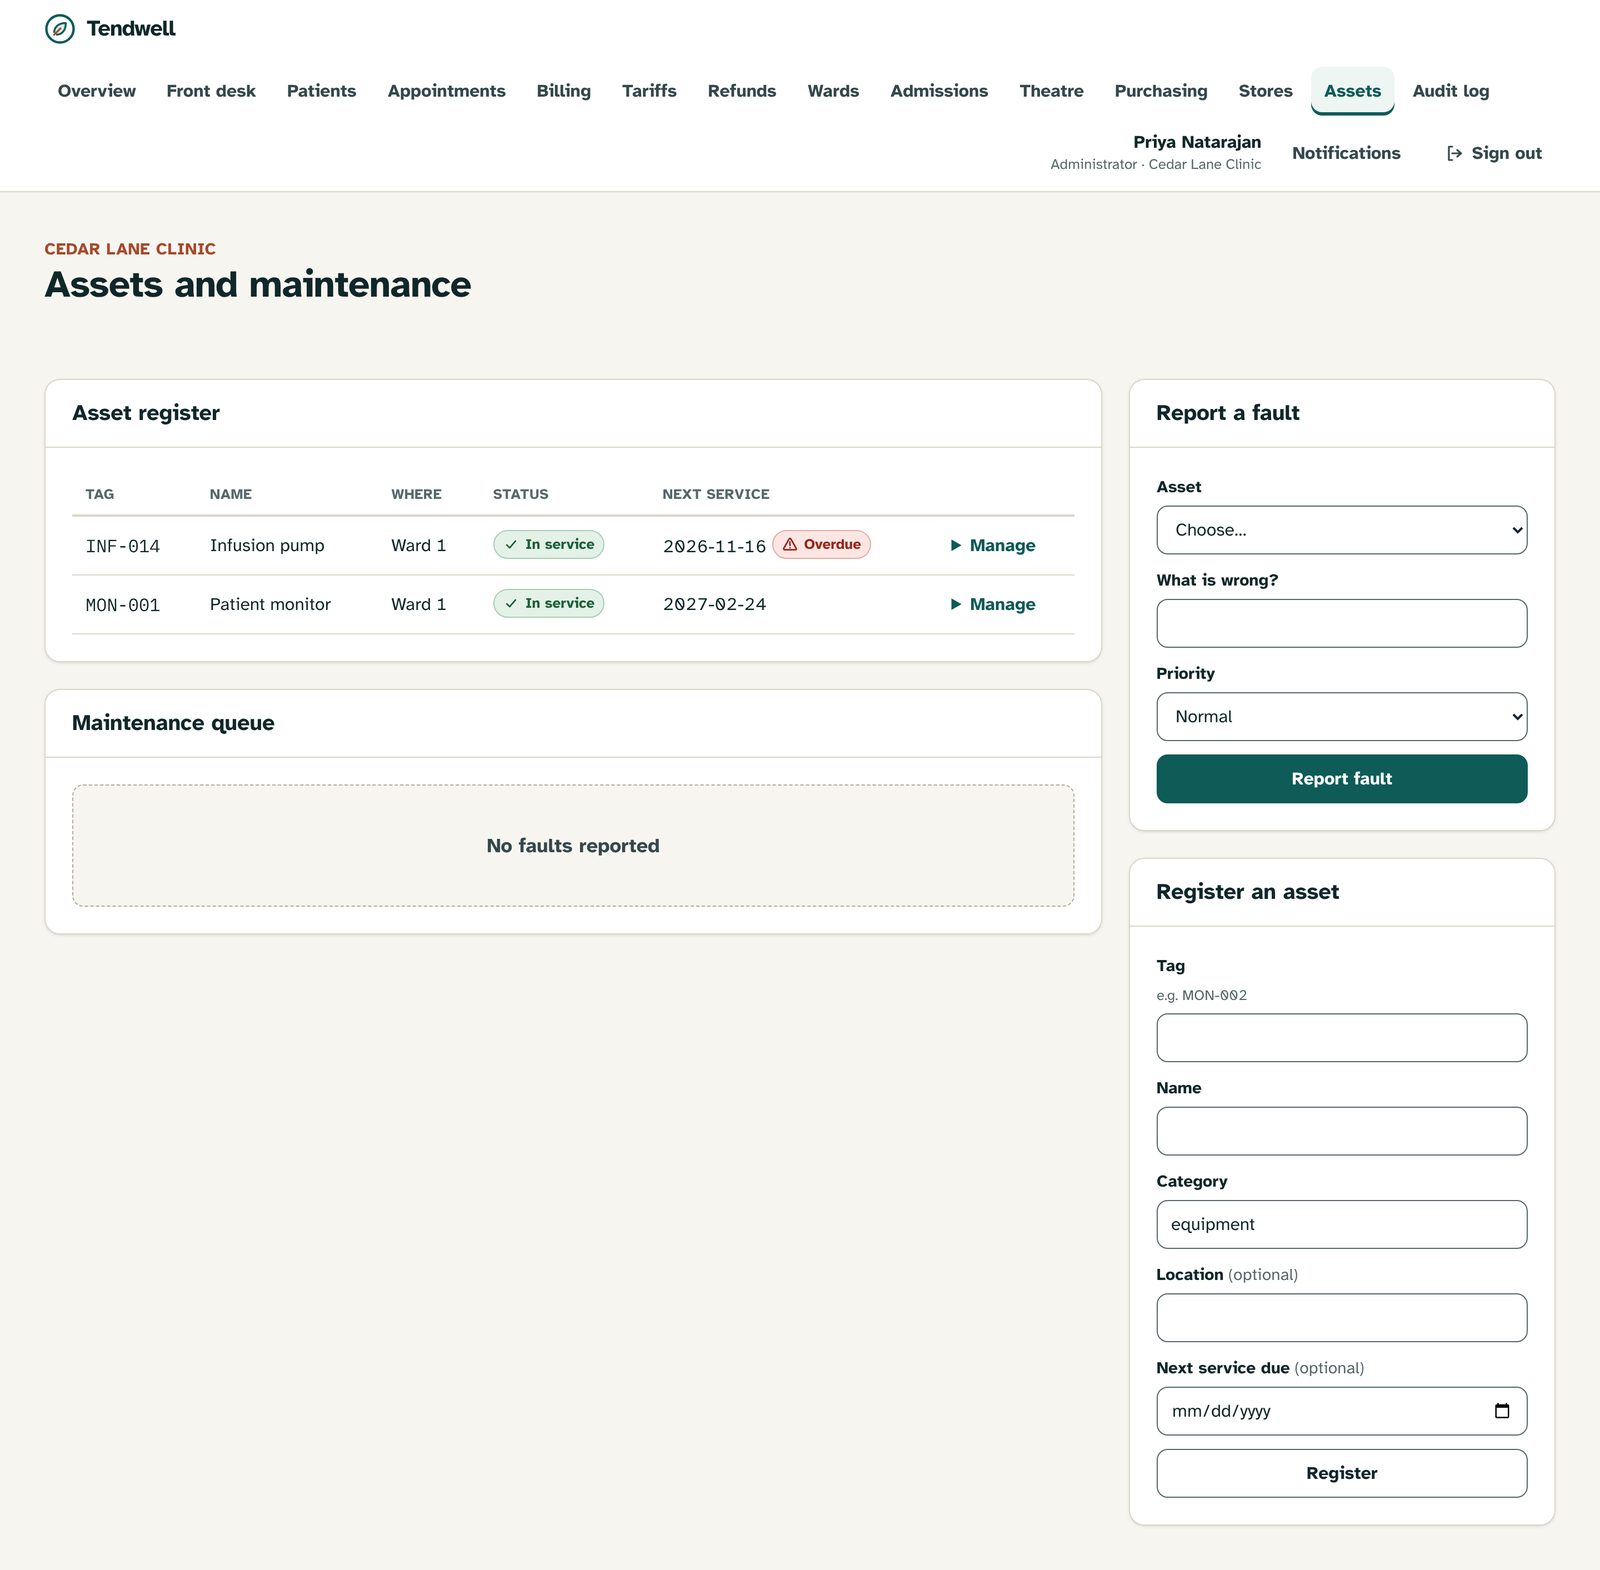 Tendwell
Overview Front desk Patients Appointments Billing Tariffs Refunds Wards Admissions Theatre Purchasing Stores Assets Audit log
Priya Natarajan
Administrator · Cedar Lane Clinic
Notifications
Sign out
CEDAR LANE CLINIC
Assets and maintenance
Asset register
TAG NAME WHERE STATUS NEXT SERVICE
INF-014 Infusion pump Ward 1 In service 2026-11-16 Overdue Manage
MON-001 Patient monitor Ward 1 In service 2027-02-24 Manage
Maintenance queue
No faults reported
Report a fault
Asset
Choose...
What is wrong?
Priority
Normal
Report fault
Register an asset
Tag
e.g. MON-002
Name
Category
equipment
Location (optional)
Next service due (optional)
mm/dd/yyyy
Register